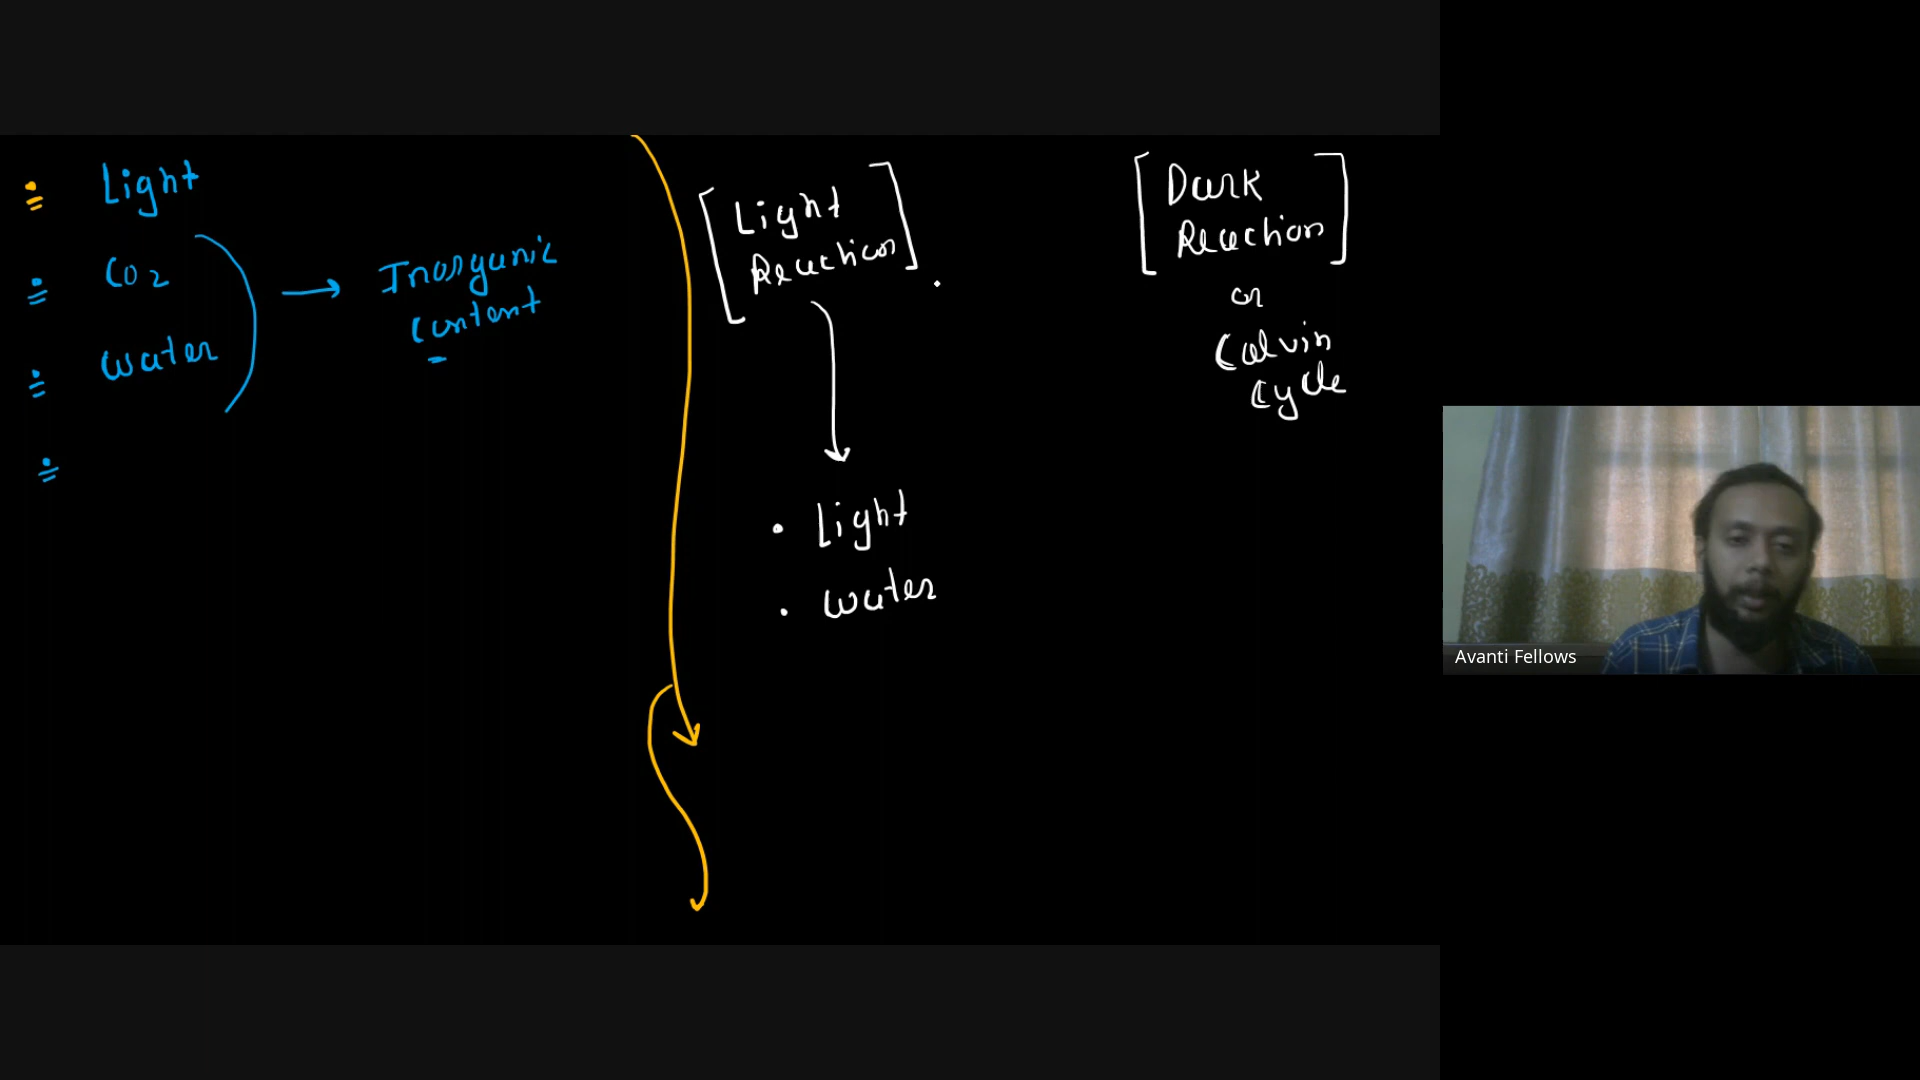 Light
CO2
water
Inorganic
content
Light
Reaction
Dark
Reaction
or
Calvin
cycle
• Light
• water
Avanti Fellows